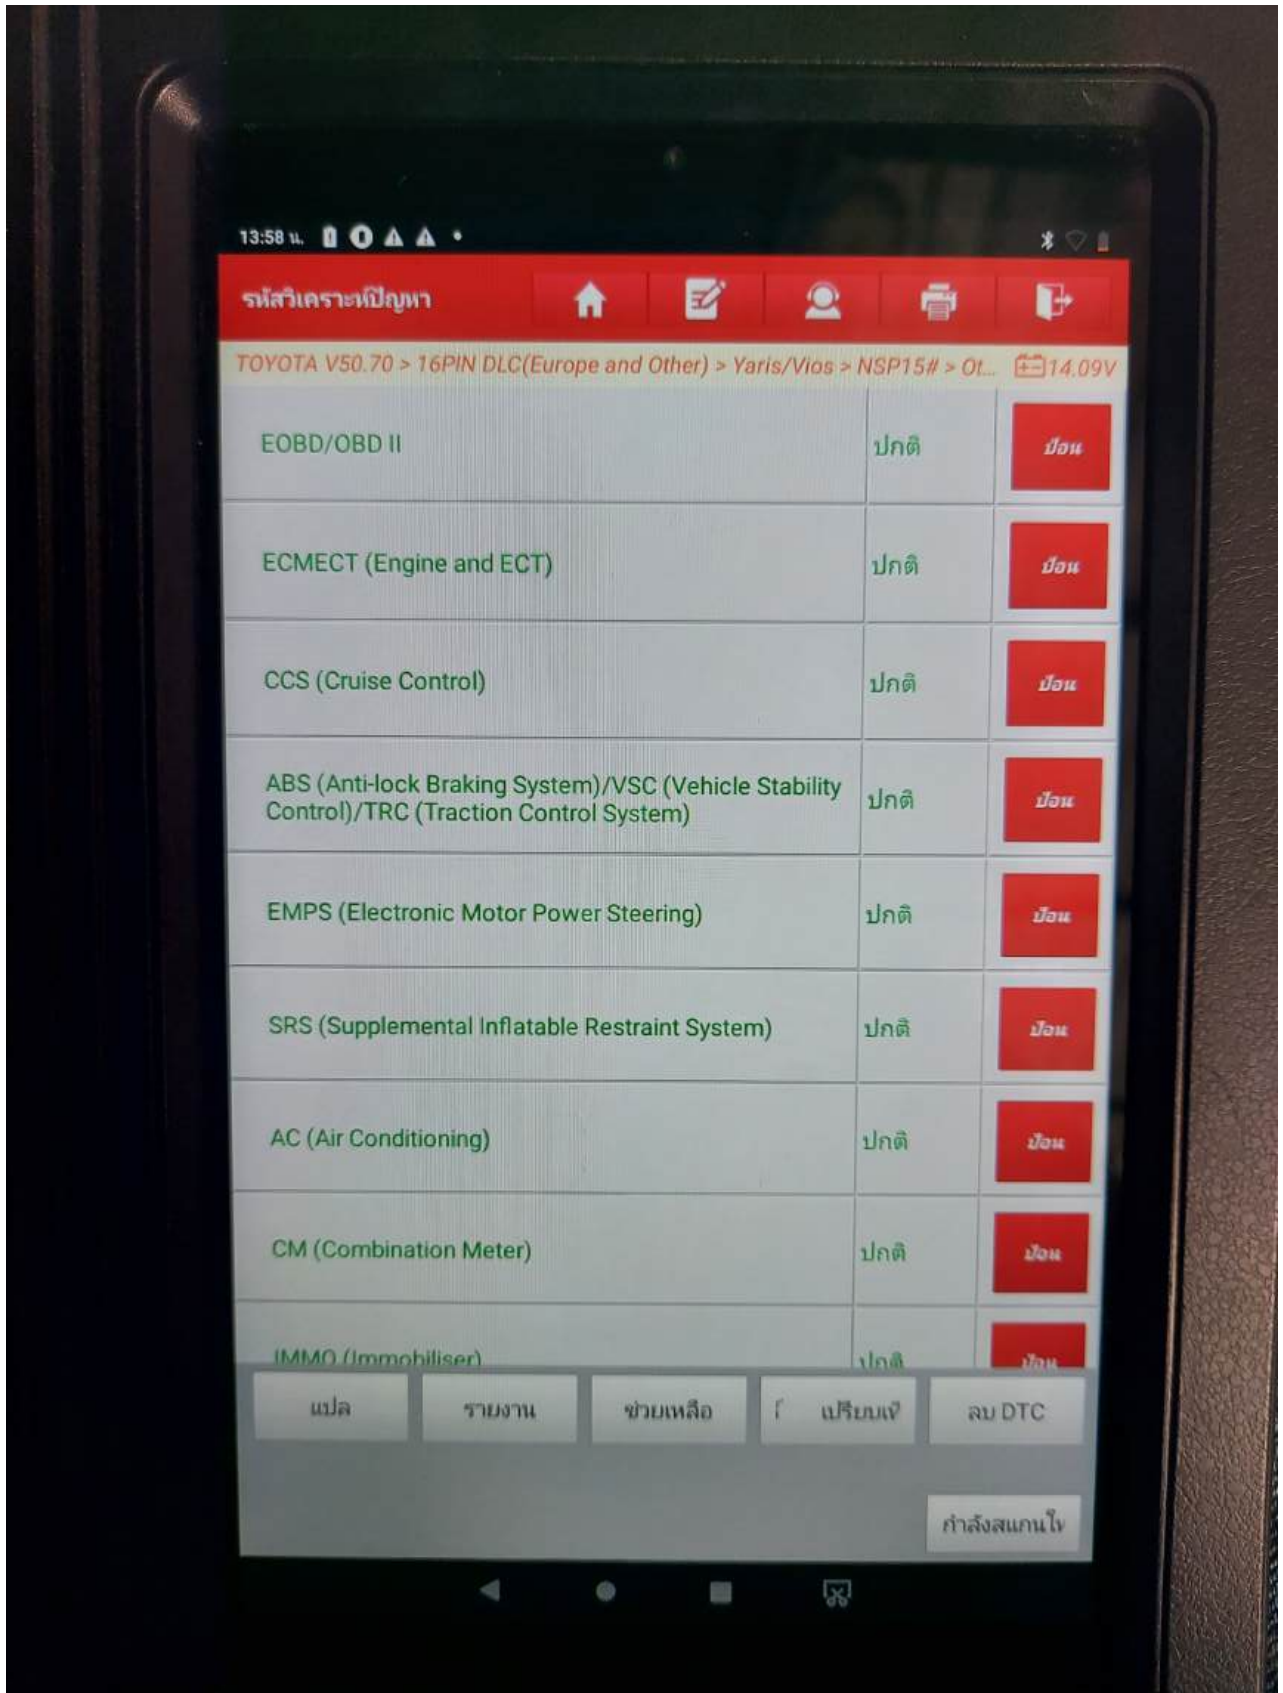 13:58 น.
รหัสวิเคราะห์ปัญหา
TOYOTA V50.70 > 16PIN DLC(Europe and Other) > Yaris/Vios > NSP15# > Ot... 14.09V
EOBD/OBD II ปกติ ป้อน
ECMECT (Engine and ECT) ปกติ ป้อน
CCS (Cruise Control) ปกติ ป้อน
ABS (Anti-lock Braking System)/VSC (Vehicle Stability
Control)/TRC (Traction Control System) ปกติ ป้อน
EMPS (Electronic Motor Power Steering) ปกติ ป้อน
SRS (Supplemental Inflatable Restraint System) ปกติ ป้อน
AC (Air Conditioning) ปกติ ป้อน
CM (Combination Meter) ปกติ ป้อน
IMMO (Immobiliser) ปกติ ป้อน
แปล รายงาน ช่วยเหลือ เปรียบเที ลบ DTC
กำลังสแกนให